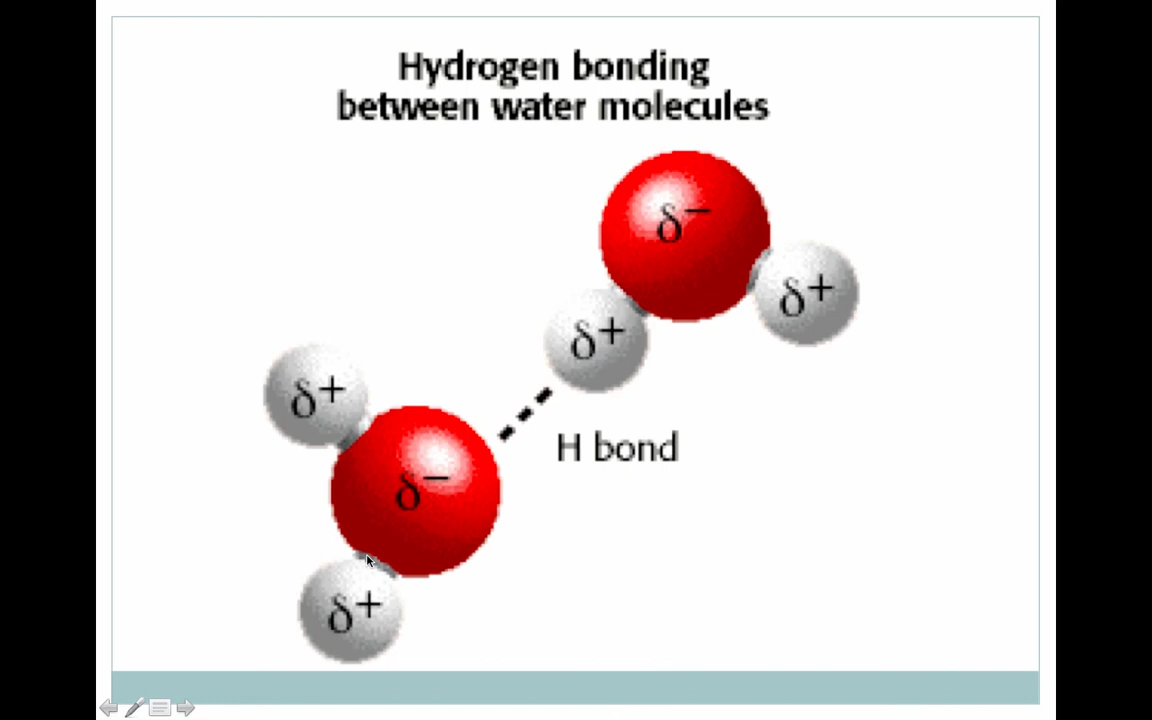 Hydrogen bonding
between water molecules
δ−
δ+
δ+
δ+
H bond
δ−
δ+